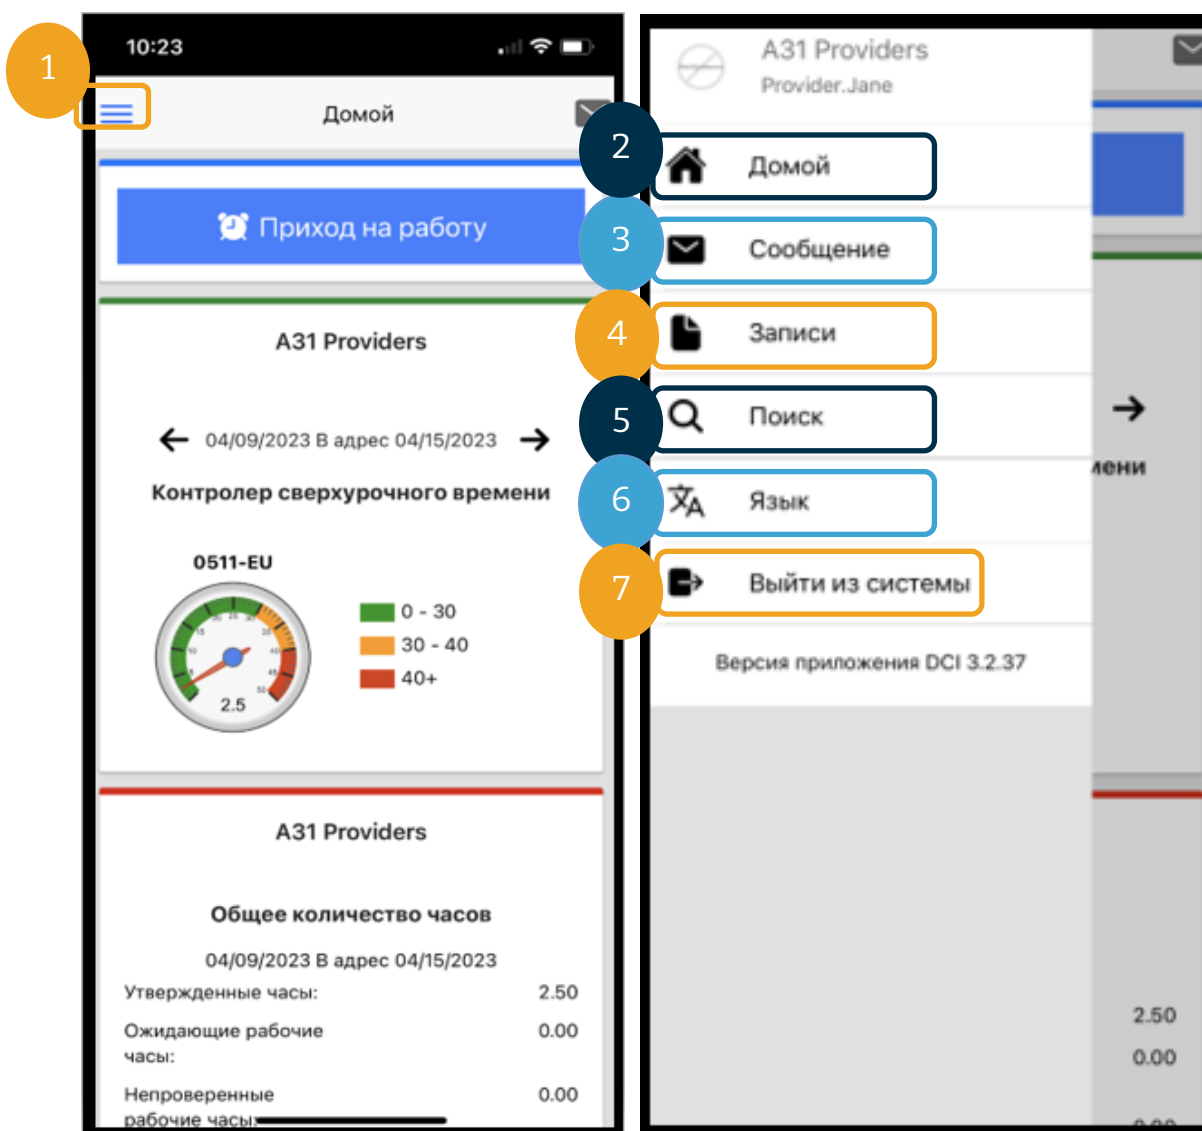 1
10:23
Домой
Приход на работу
A31 Providers
04/09/2023 В адрес 04/15/2023
Контролер сверхурочного времени
0511-EU
2.5
0 - 30
30 - 40
40+
A31 Providers
Общее количество часов
04/09/2023 В адрес 04/15/2023
Утвержденные часы: 2.50
Ожидающие рабочие 0.00
часы:
Непроверенные 0.00
рабочие часы:
A31 Providers
Provider.Jane
2 Домой
3 Сообщение
4 Записи
5 Поиск
6 Язык
7 Выйти из системы
Версия приложения DCI 3.2.37
мени
2.50
0.00